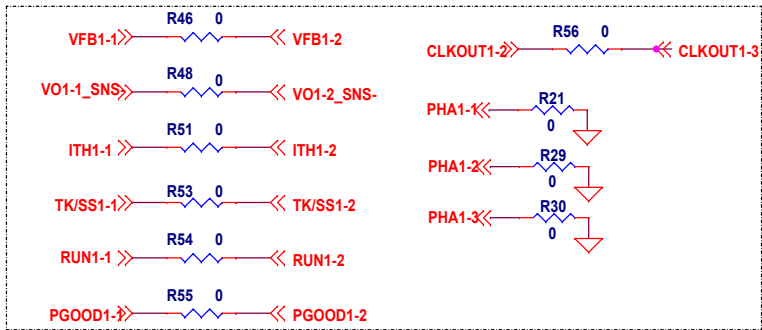 R46 0
VFB1-1 VFB1-2
R48 0
VO1-1_SNS- VO1-2_SNS-
R51 0
ITH1-1 ITH1-2
R53 0
TK/SS1-1 TK/SS1-2
R54 0
RUN1-1 RUN1-2
R55 0
PGOOD1-1 PGOOD1-2
R56 0
CLKOUT1-2 CLKOUT1-3
R21
PHA1-1
0
R29
PHA1-2
0
R30
PHA1-3
0